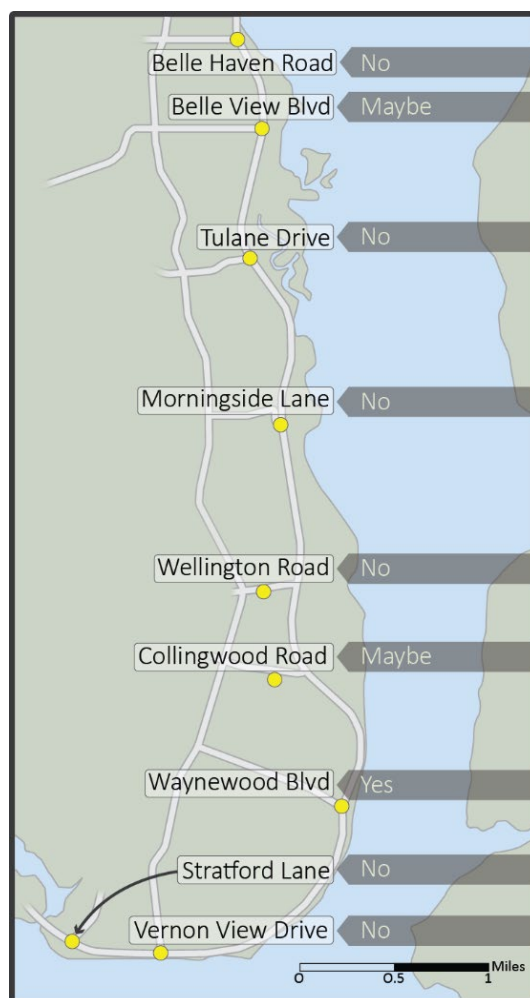 Belle Haven Road No
Belle View Blvd Maybe
Tulane Drive No
Morningside Lane No
Wellington Road No
Collingwood Road Maybe
Waynewood Blvd Yes
Stratford Lane No
Vernon View Drive No
Miles
0 0.5 1